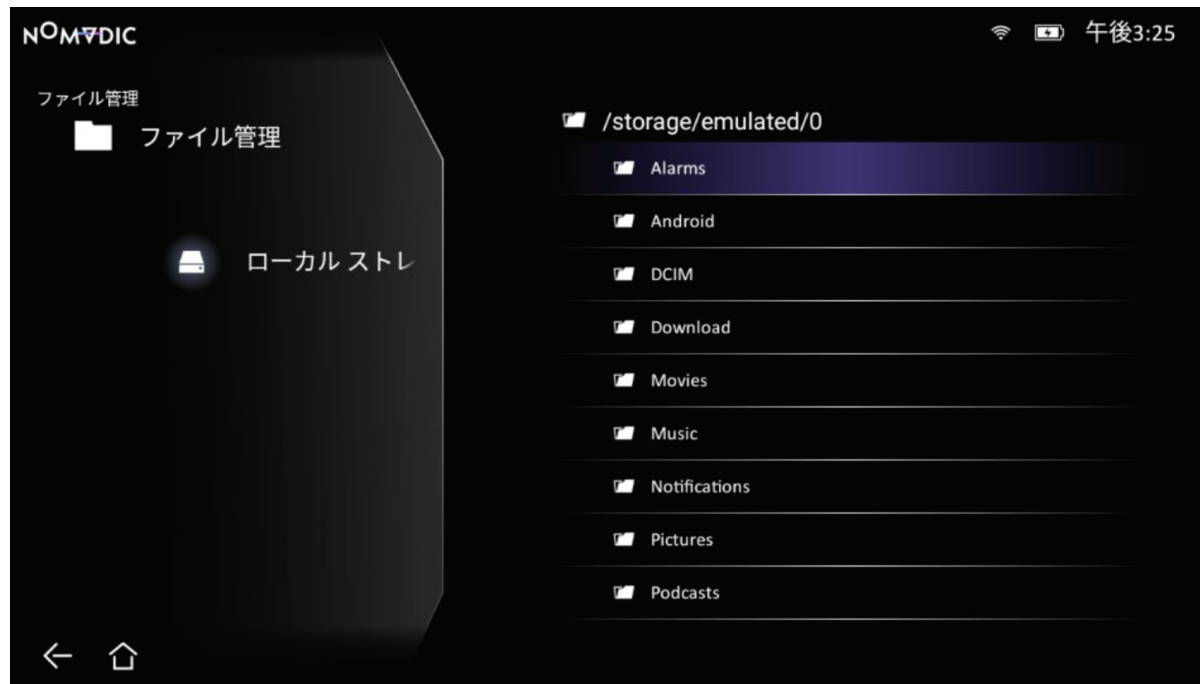 NOMADIC
午後3:25
ファイル管理
ファイル管理
ローカル ストレ
/storage/emulated/0
Alarms
Android
DCIM
Download
Movies
Music
Notifications
Pictures
Podcasts